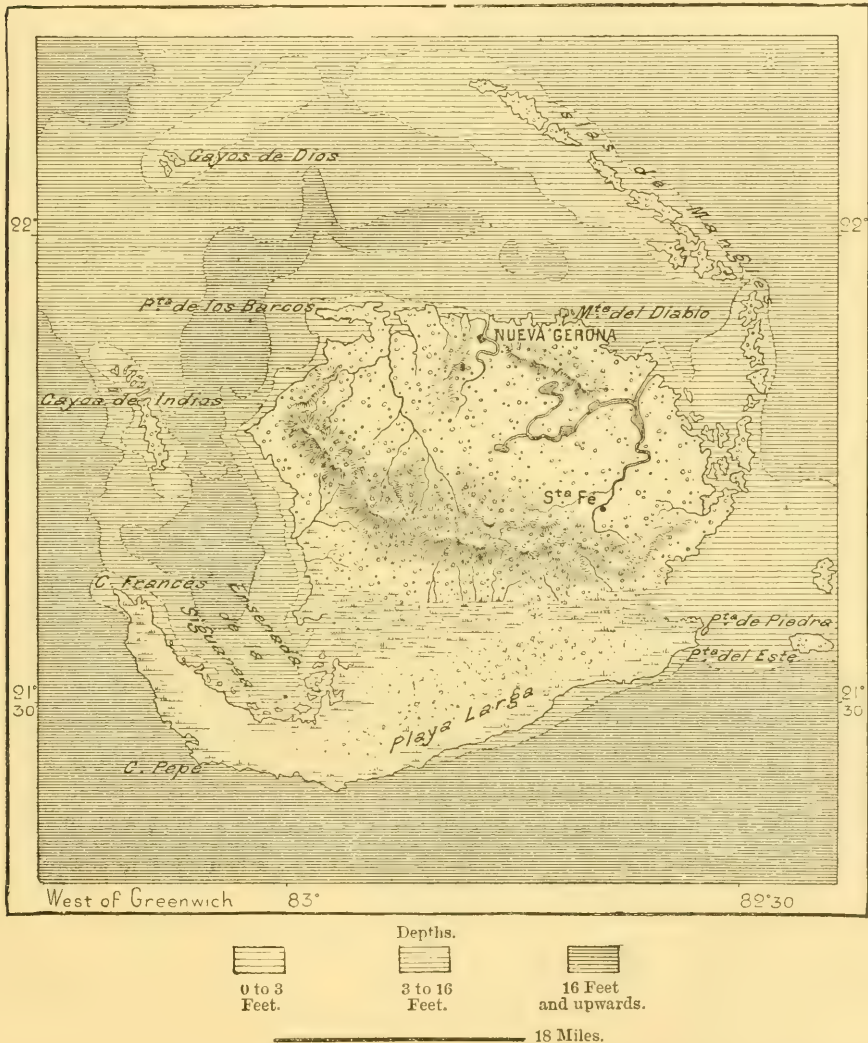 Islas de Mangles
Cayos de Dios
22°
22°
Pta de los Barcos
Mte del Diablo
NUEVA GERONA
Cayos de Indios
Sta Fé
C. Frances
Ensenada
de la
Siguanea
Pta de Piedra
Pta del Este
21°
30
21°
30
Playa Larga
C. Pepe
West of Greenwich
83°
82°30
Depths.
0 to 3
Feet.
3 to 16
Feet.
16 Feet
and upwards.
18 Miles.